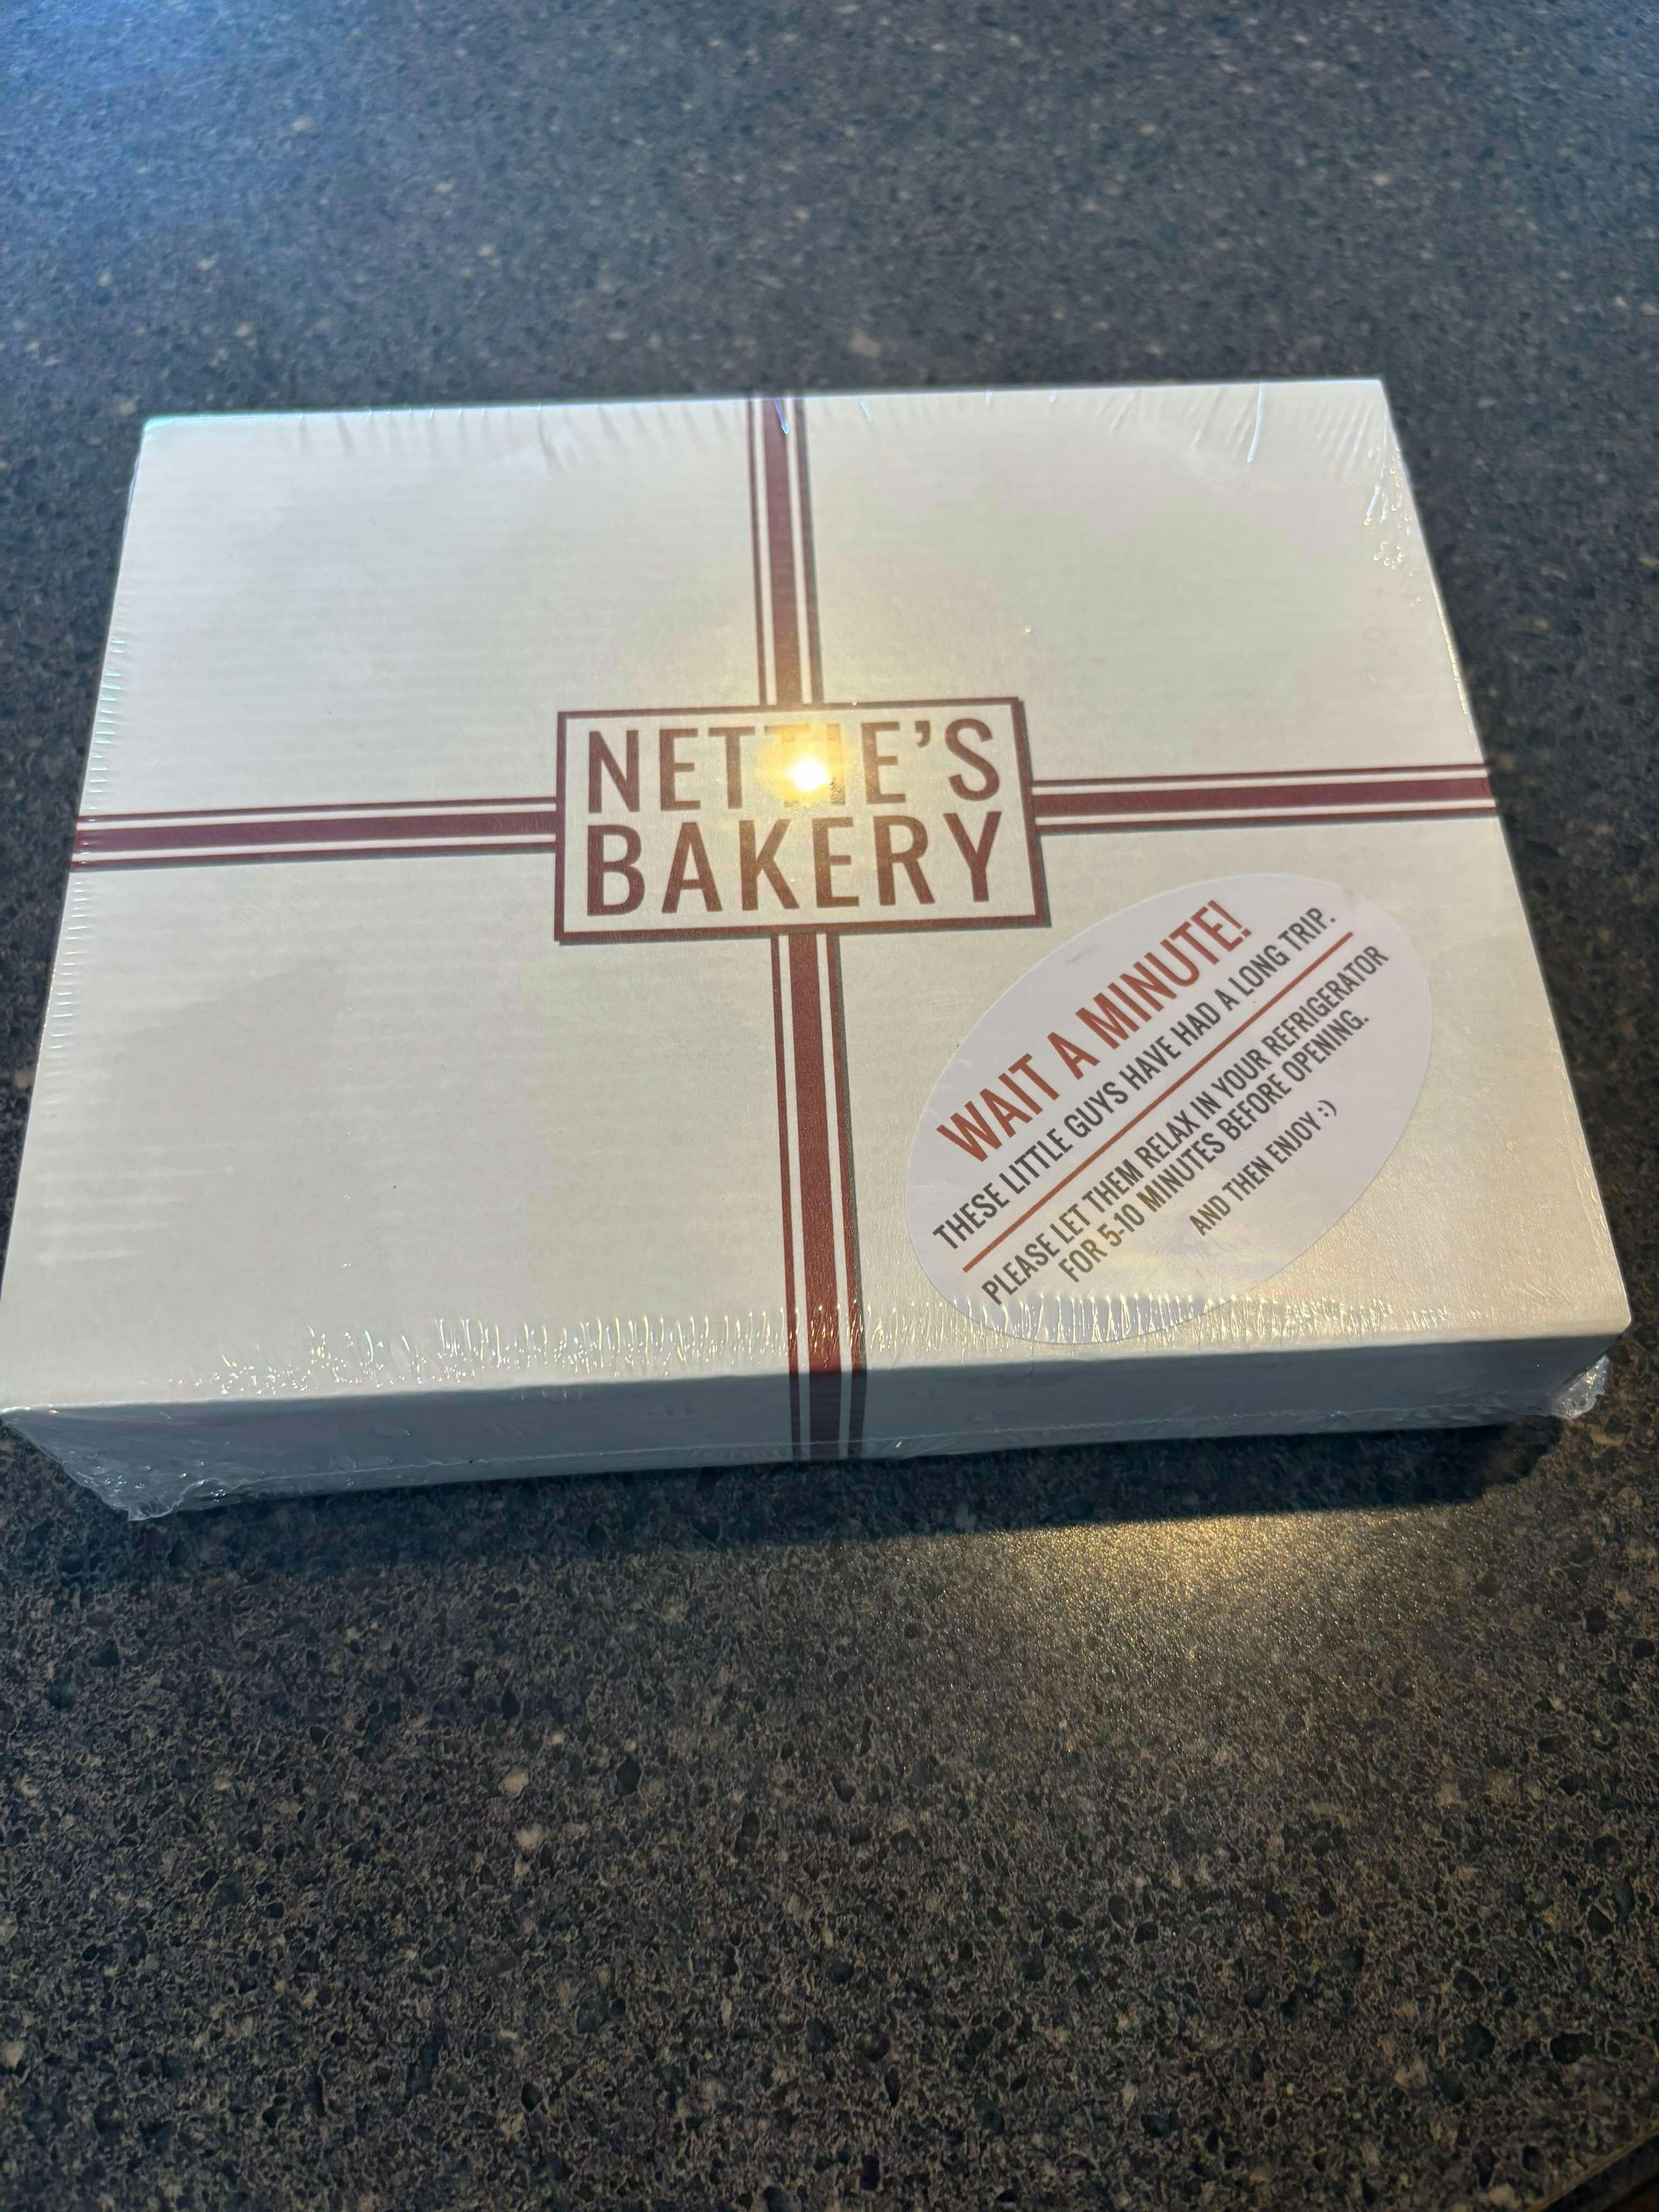 NETTIE'S
BAKERY
WAIT A MINUTE!
THESE LITTLE GUYS HAVE HAD A LONG TRIP.
PLEASE LET THEM RELAX IN YOUR REFRIGERATOR
FOR 5-10 MINUTES BEFORE OPENING.
AND THEN ENJOY :)